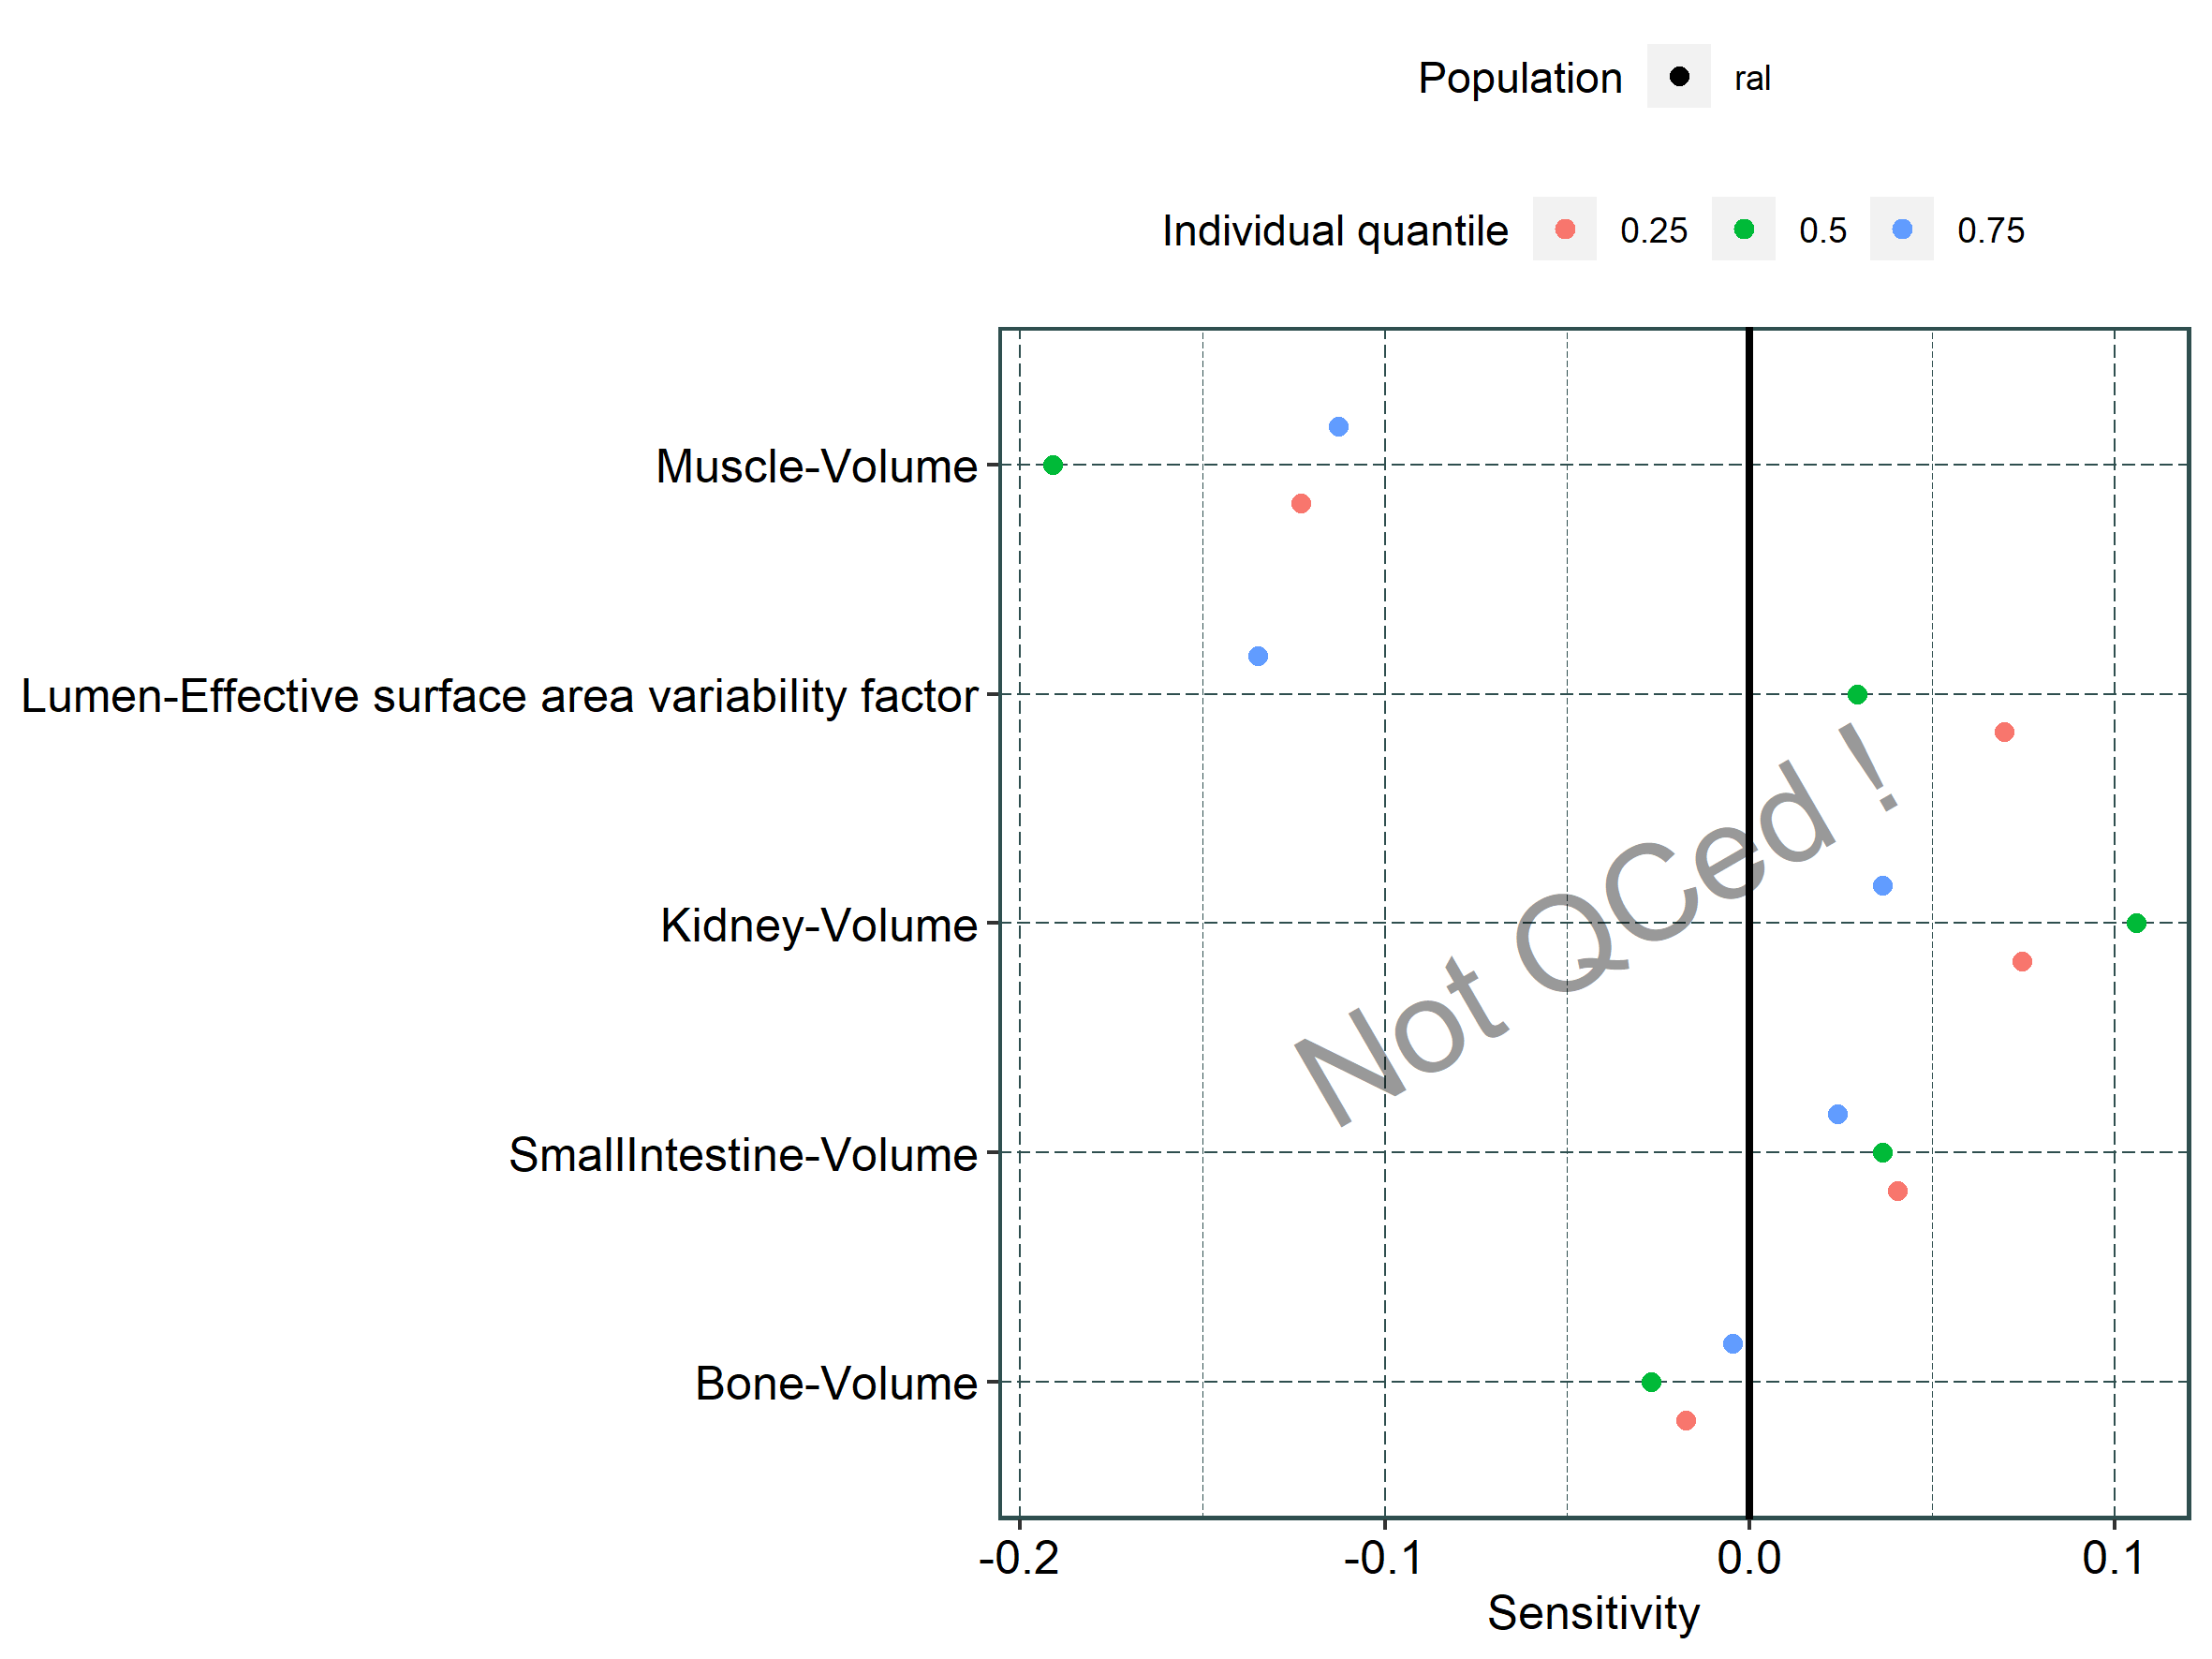 Population ral
Individual quantile 0.25 0.5 0.75
Muscle-Volume
Lumen-Effective surface area variability factor
Kidney-Volume
SmallIntestine-Volume
Bone-Volume
Not QCed !
-0.2 -0.1 0.0 0.1
Sensitivity